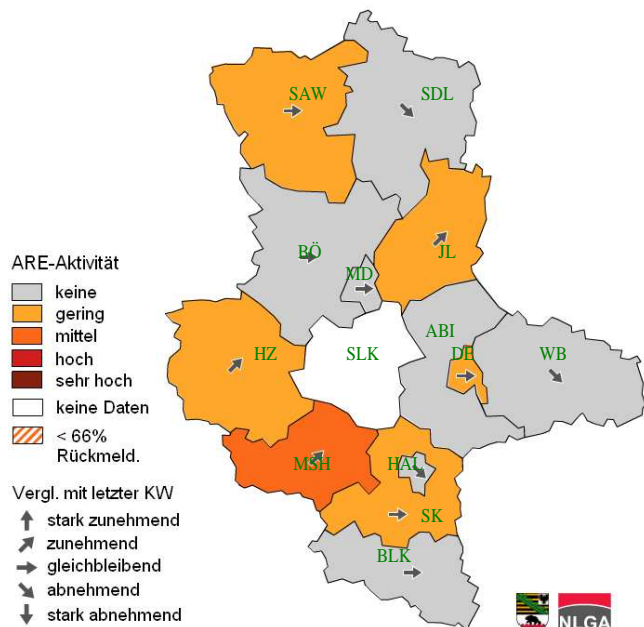 SAW
SDL
BÖ
MD
JL
ARE-Aktivität
keine
gering
mittel
hoch
sehr hoch
keine Daten
< 66%
Rückmeld.
HZ
SLK
ABI
DE
WB
MSH
HAL
SK
BLK
Vergl. mit letzter KW
stark zunehmend
zunehmend
gleichbleibend
abnehmend
stark abnehmend
NLGA